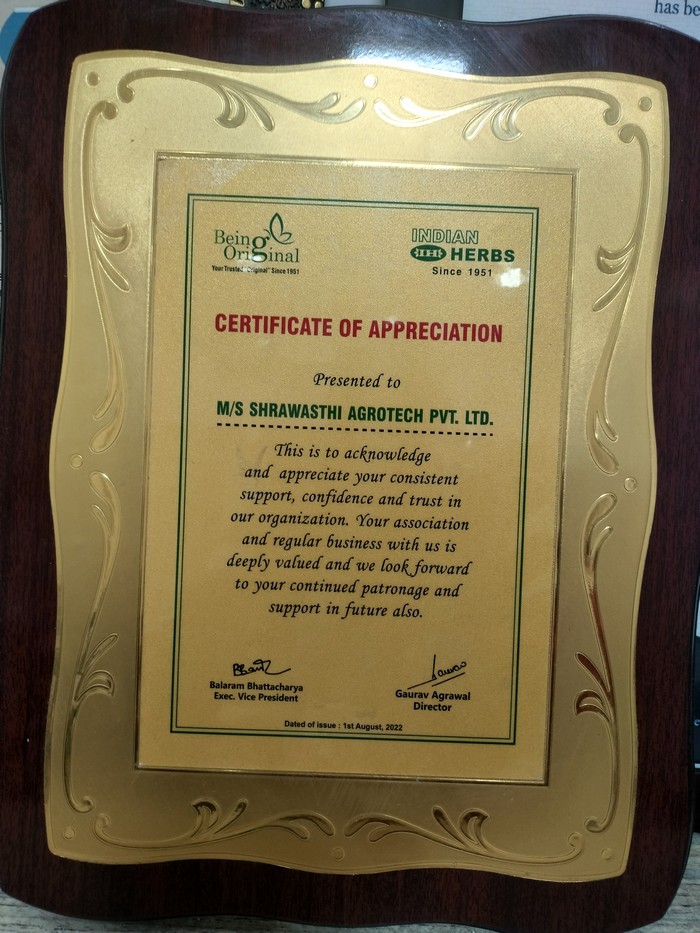 has be
Being
Original
Your Trusted "Original" Since 1951
INDIAN
HERBS
Since 1951
CERTIFICATE OF APPRECIATION
Presented to
M/S SHRAWASTHI AGROTECH PVT. LTD.
This is to acknowledge
and appreciate your consistent
support, confidence and trust in
our organization. Your association
and regular business with us is
deeply valued and we look forward
to your continued patronage and
support in future also.
Balaram Bhattacharya
Exec. Vice President
Gaurav Agrawal
Director
Dated of issue : 1st August, 2022